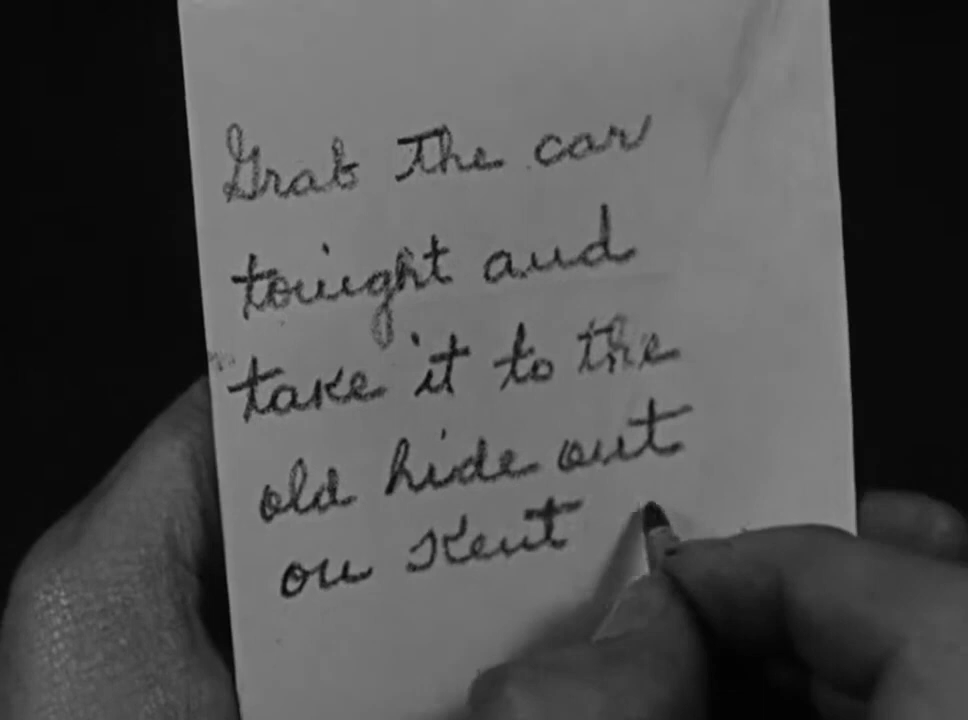 Grab the car
tonight and
take it to the
old hide out
on Kent